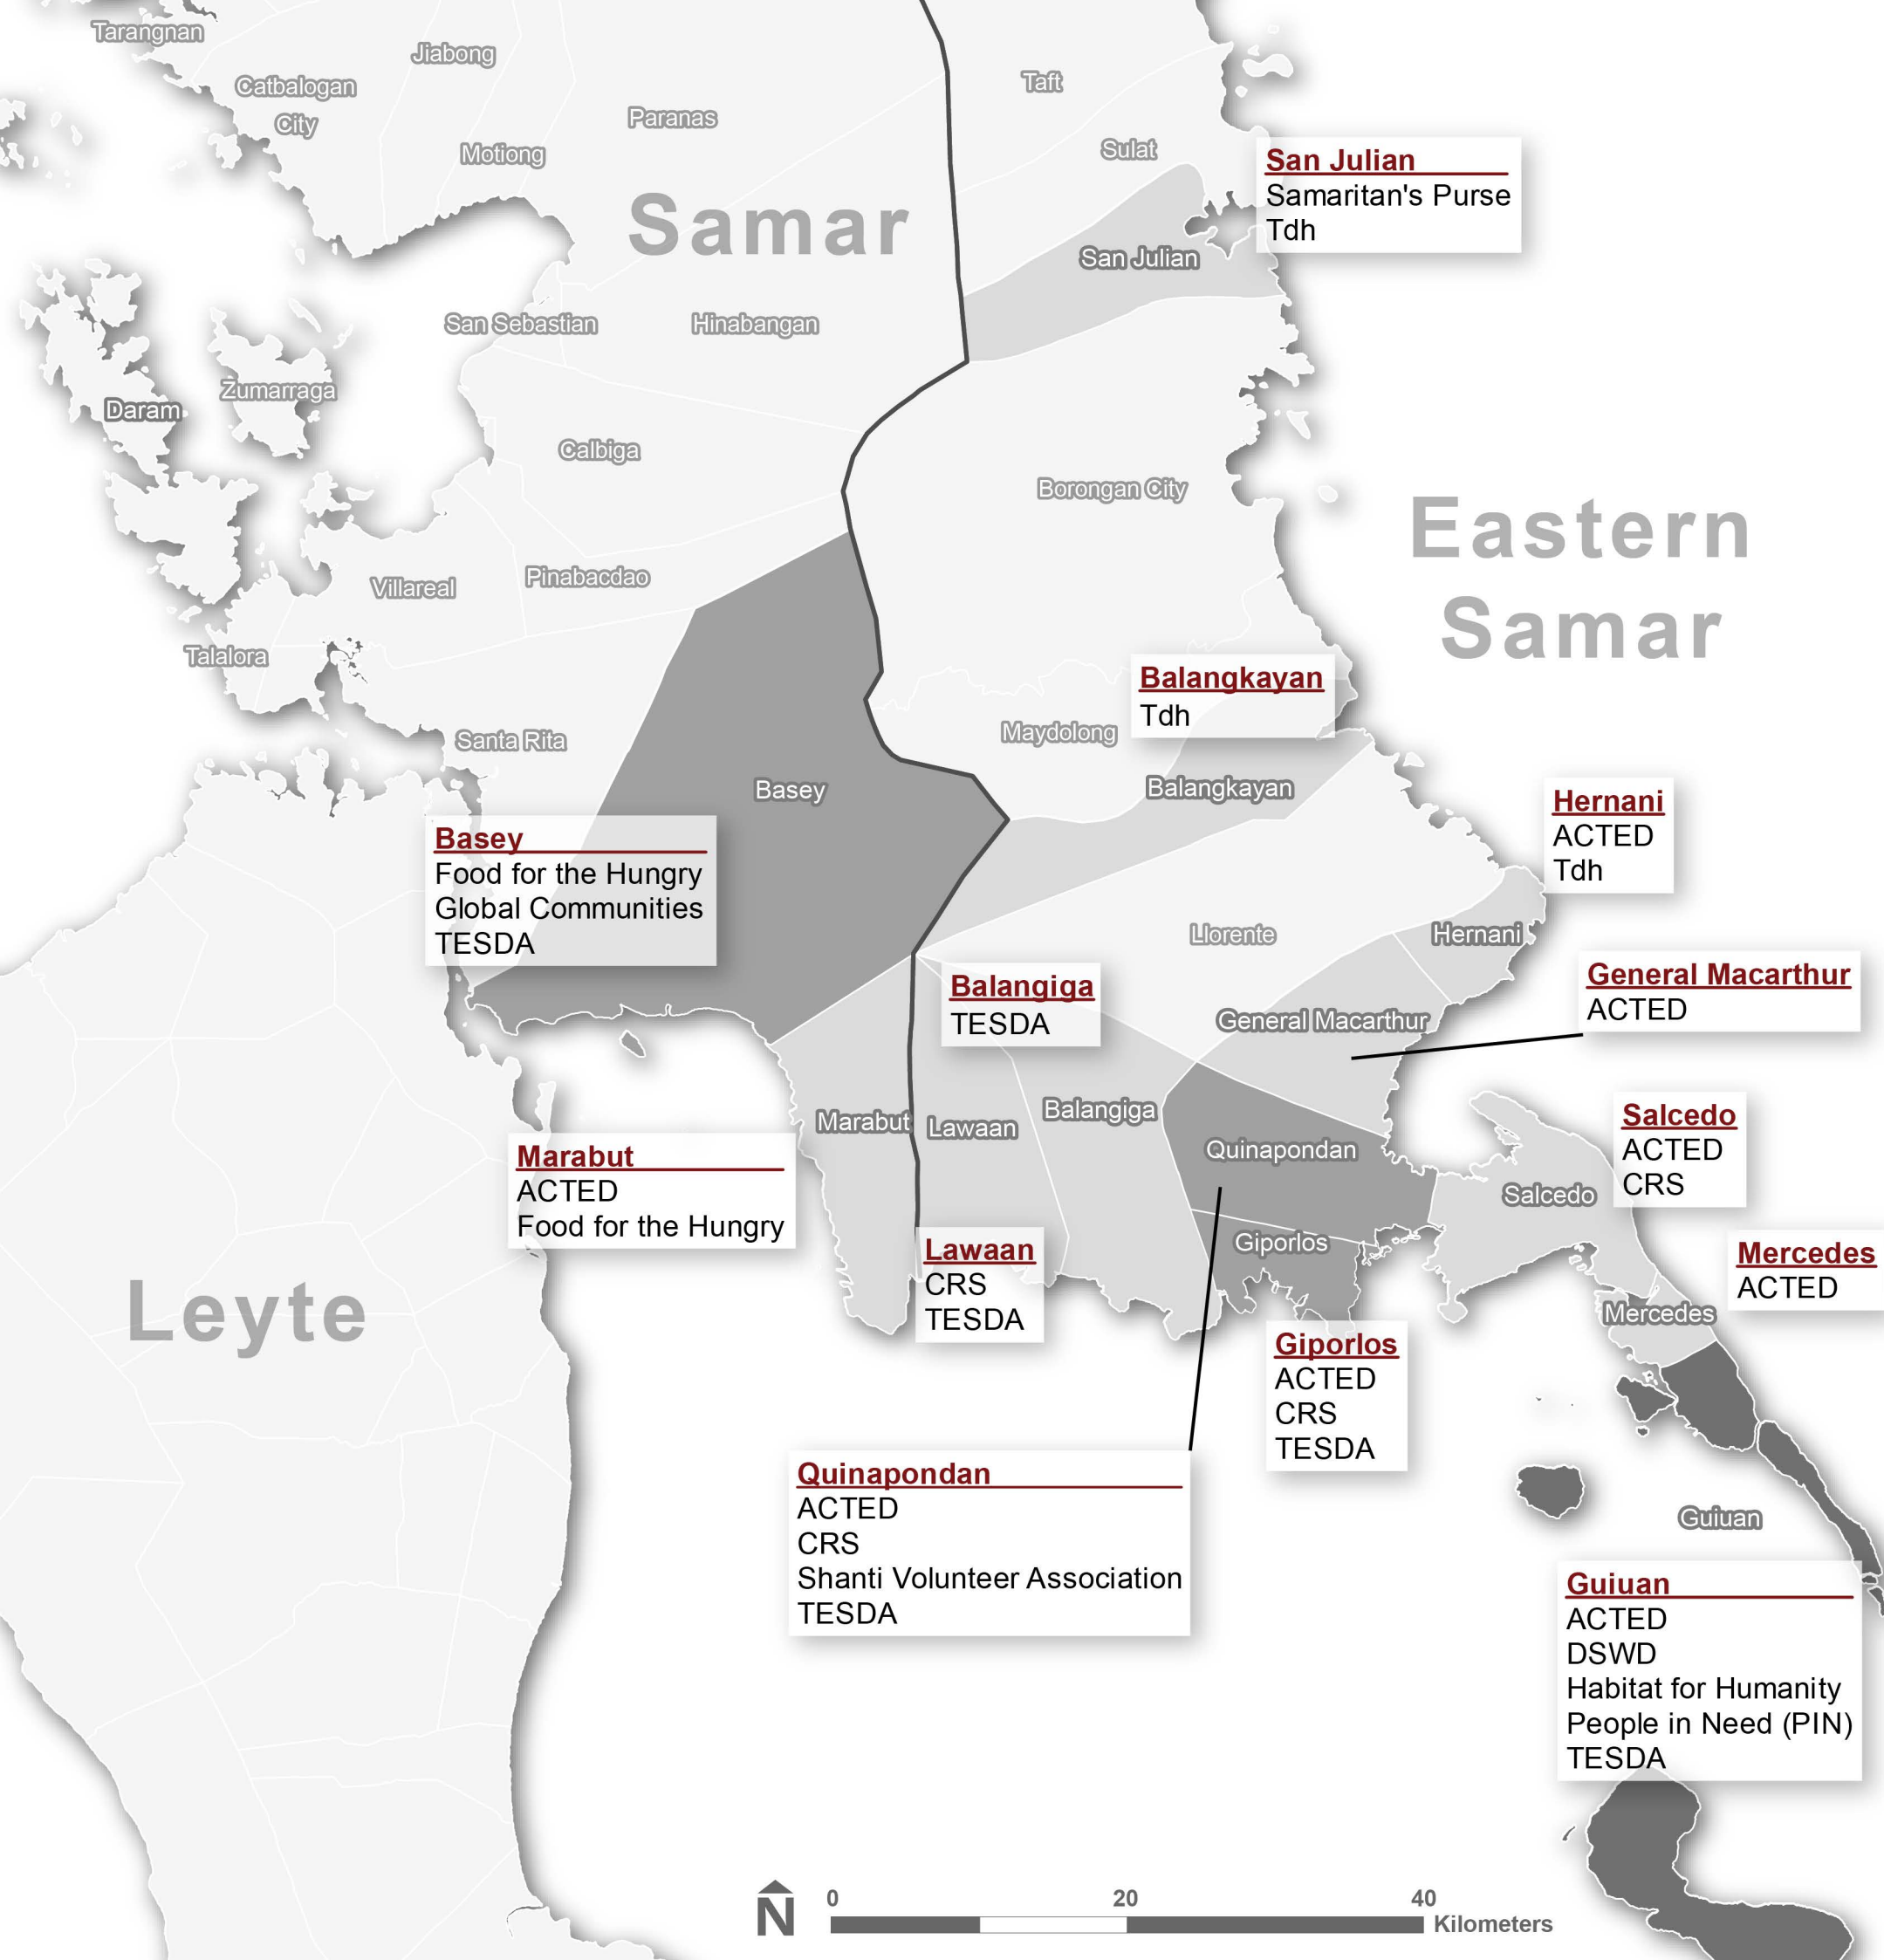 Tarangnan
Jiabong
Catbalogan
City
Paranas
Motiong
Taft
Sulat
San Julian
Samaritan's Purse
Tdh
Samar
San Julian
San Sebastian
Hinabangan
Zumarraga
Daram
Calbiga
Borongan City
Eastern
Samar
Villareal
Pinabacdao
Talalora
Santa Rita
Balangkayan
Tdh
Maydolong
Balangkayan
Basey
Basey
Food for the Hungry
Global Communities
TESDA
Hernani
ACTED
Tdh
Llorente
Hernani
General Macarthur
ACTED
Balangiga
TESDA
General Macarthur
Marabut
Lawaan
Balangiga
Quinapondan
Salcedo
ACTED
CRS
Salcedo
Marabut
ACTED
Food for the Hungry
Lawaan
CRS
TESDA
Giporlos
Mercedes
ACTED
Mercedes
Leyte
Giporlos
ACTED
CRS
TESDA
Quinapondan
ACTED
CRS
Shanti Volunteer Association
TESDA
Guiuan
Guiuan
ACTED
DSWD
Habitat for Humanity
People in Need (PIN)
TESDA
N
0 20 40
Kilometers